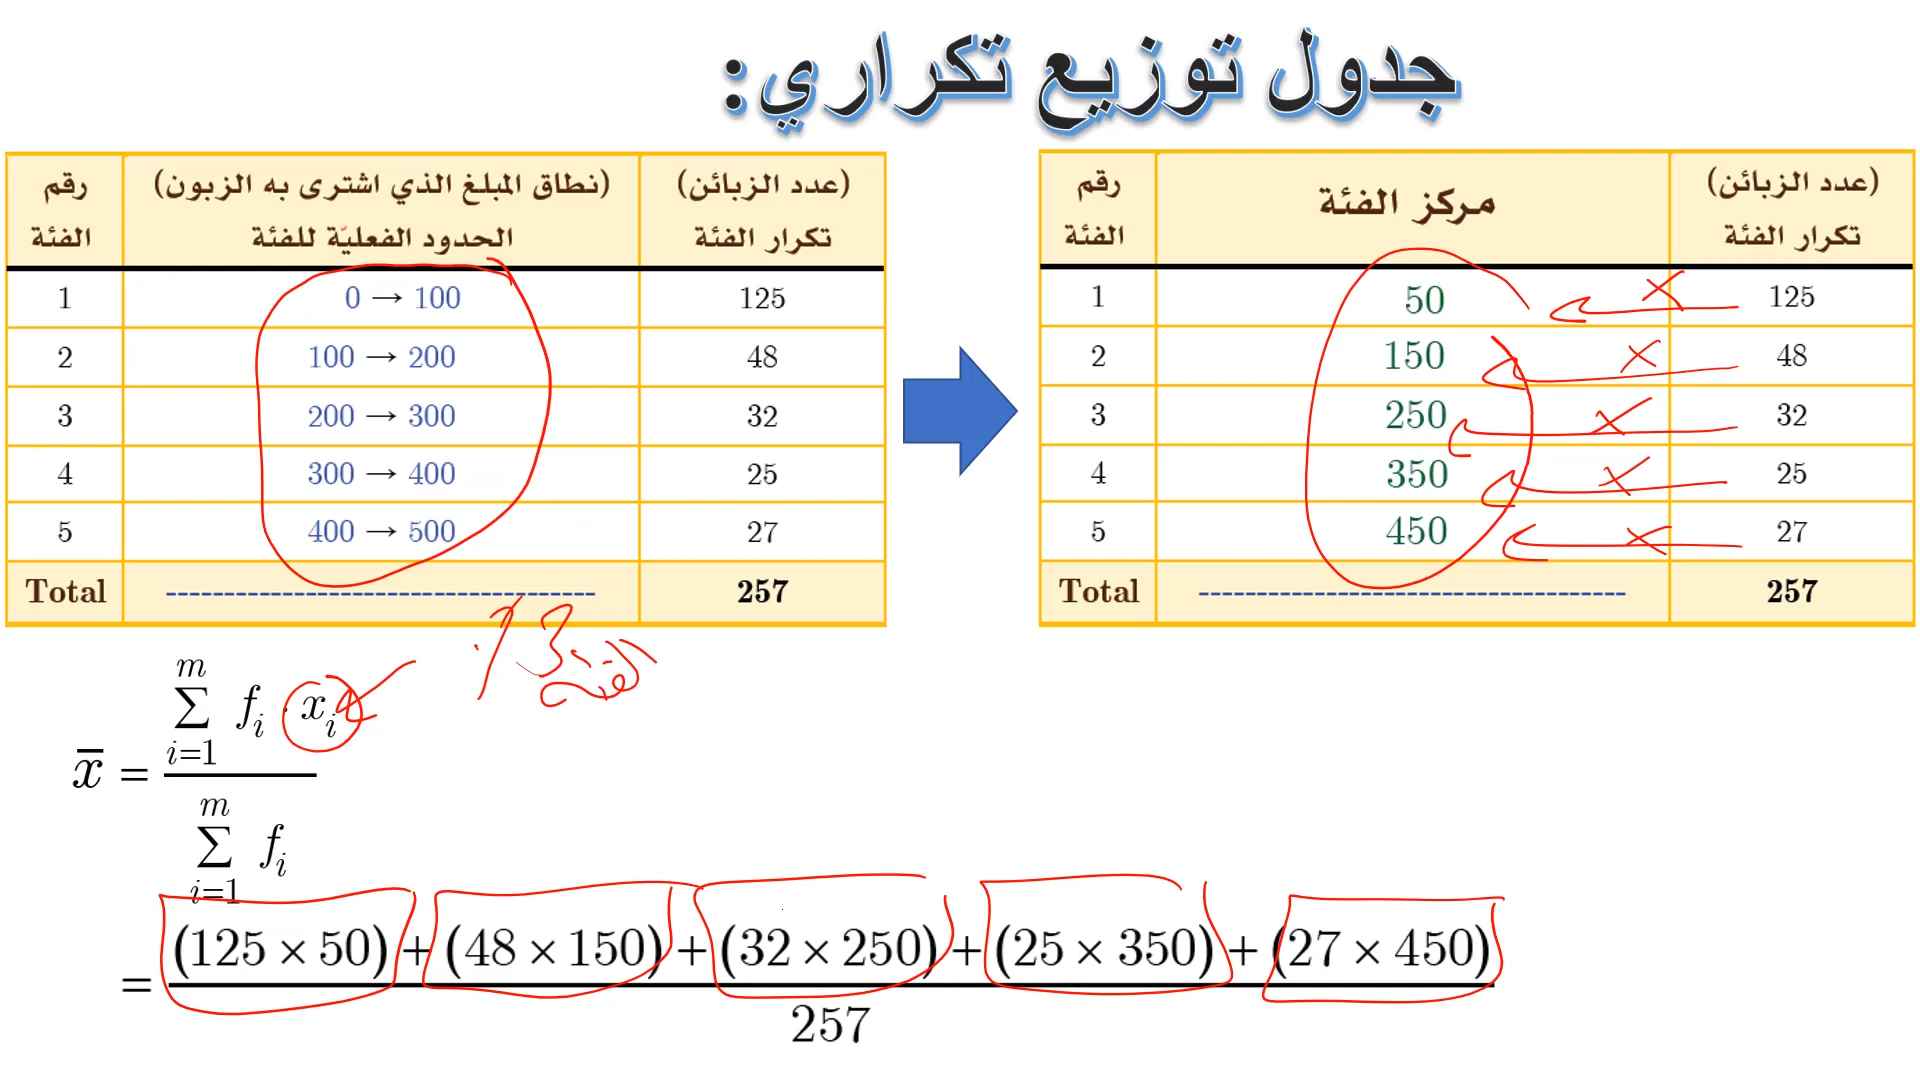 جدول توزيع تكراري:
رقم الفئة | (نطاق المبلغ الذي اشترى به الزبون) الحدود الفعليّة للفئة | (عدد الزبائن) تكرار الفئة
1 | 0 → 100 | 125
2 | 100 → 200 | 48
3 | 200 → 300 | 32
4 | 300 → 400 | 25
5 | 400 → 500 | 27
Total | ------------------------------------- | 257
رقم الفئة | مركز الفئة | (عدد الزبائن) تكرار الفئة
1 | 50 | × 125
2 | 150 | × 48
3 | 250 | × 32
4 | 350 | × 25
5 | 450 | × 27
Total | ------------------------------------- | 257
الفئة
m m
x̄ = Σ fᵢ · xᵢ / Σ fᵢ
i=1 i=1
= (125 × 50) + (48 × 150) + (32 × 250) + (25 × 350) + (27 × 450)
257